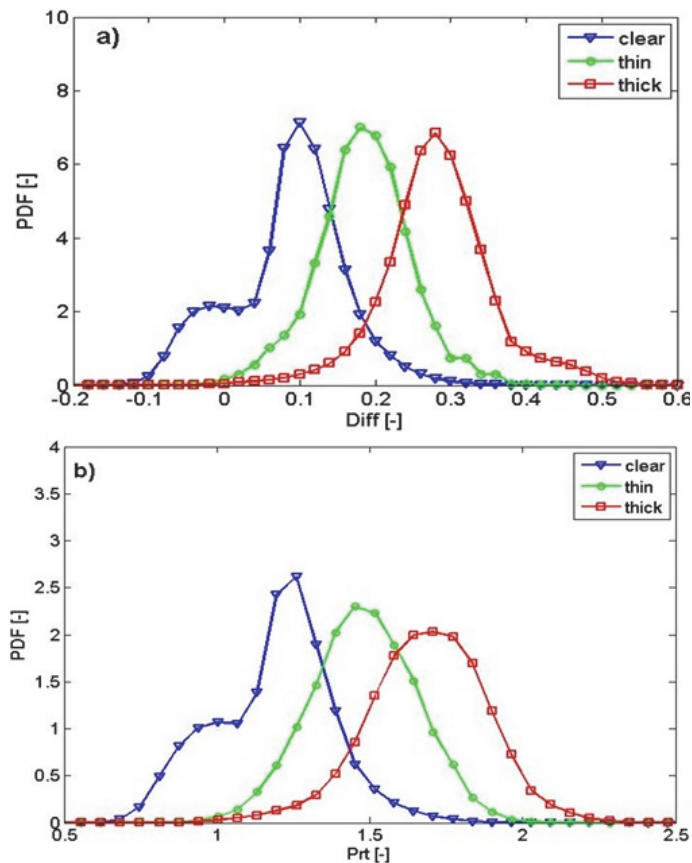 a)
clear
thin
thick
PDF [-]
10
8
6
4
2
0
-0.2 -0.1 0 0.1 0.2 0.3 0.4 0.5 0.6
Diff [-]
b)
clear
thin
thick
PDF [-]
4
3.5
3
2.5
2
1.5
1
0.5
0
0.5 1 1.5 2 2.5
Prt [-]